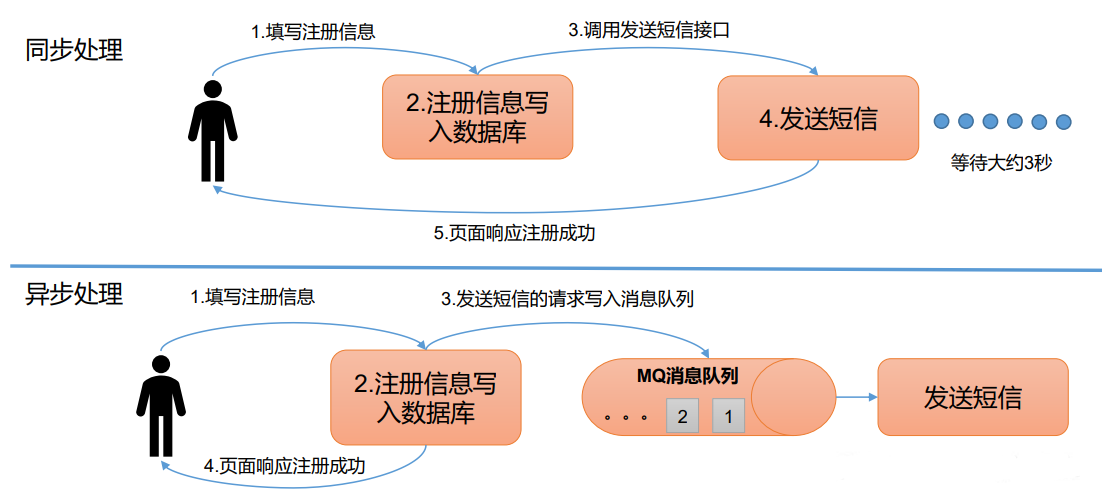 同步处理
1.填写注册信息
3.调用发送短信接口
2.注册信息写
入数据库
4.发送短信
等待大约3秒
5.页面响应注册成功
异步处理
1.填写注册信息
3.发送短信的请求写入消息队列
2.注册信息写
入数据库
MQ消息队列
。。。 2 1
发送短信
4.页面响应注册成功